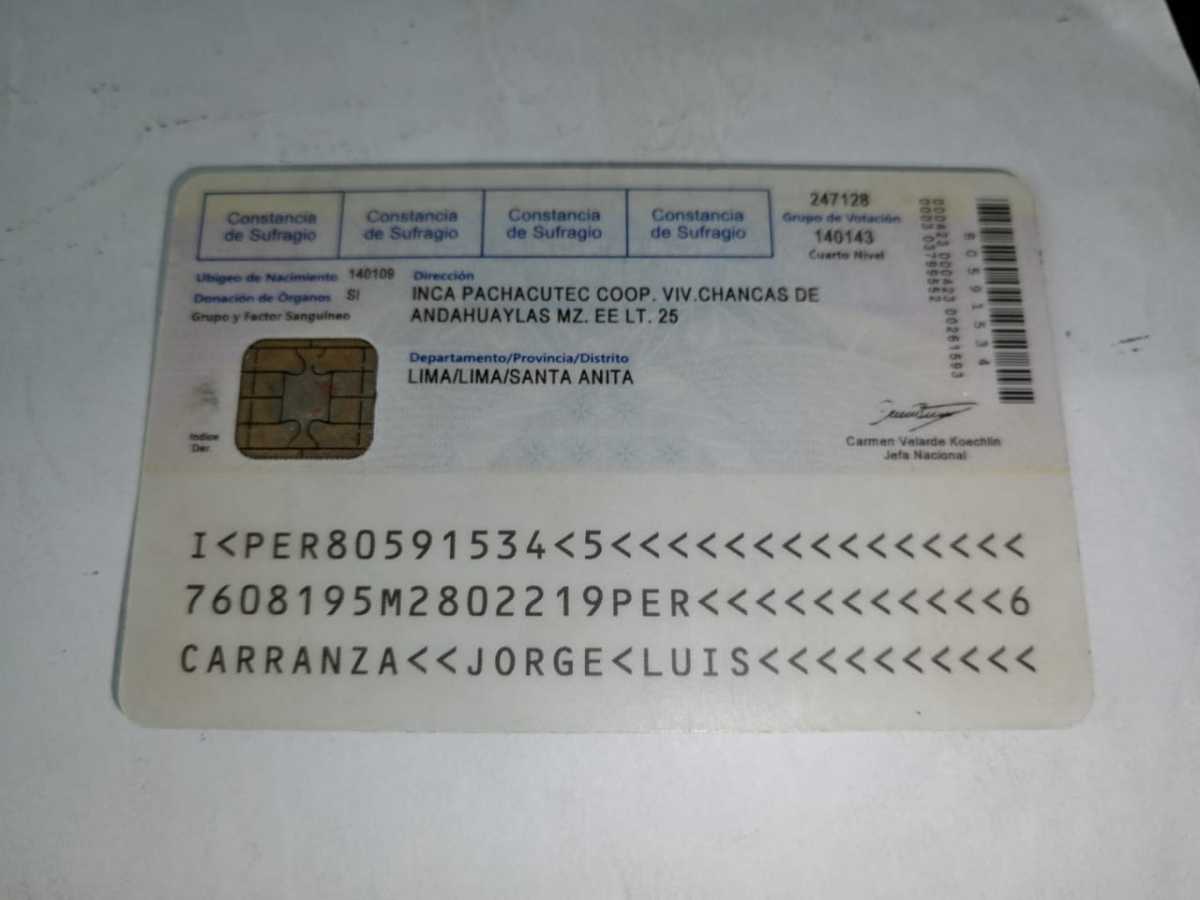 Constancia de Sufragio
Constancia de Sufragio
Constancia de Sufragio
Constancia de Sufragio
247128
Grupo de Votación
140143
Cuarto Nivel
Ubigeo de Nacimiento 140109
Donación de Órganos SI
Grupo y Factor Sanguíneo
Dirección
INCA PACHACUTEC COOP. VIV.CHANCAS DE
ANDAHUAYLAS MZ. EE LT. 25
Departamento/Provincia/Distrito
LIMA/LIMA/SANTA ANITA
Indice
Der.
80591534
Carmen Velarde Koechlin
Jefa Nacional
I<PER80591534<5<<<<<<<<<<<<<<<
7608195M2802219PER<<<<<<<<<<<6
CARRANZA<<JORGE<LUIS<<<<<<<<<<